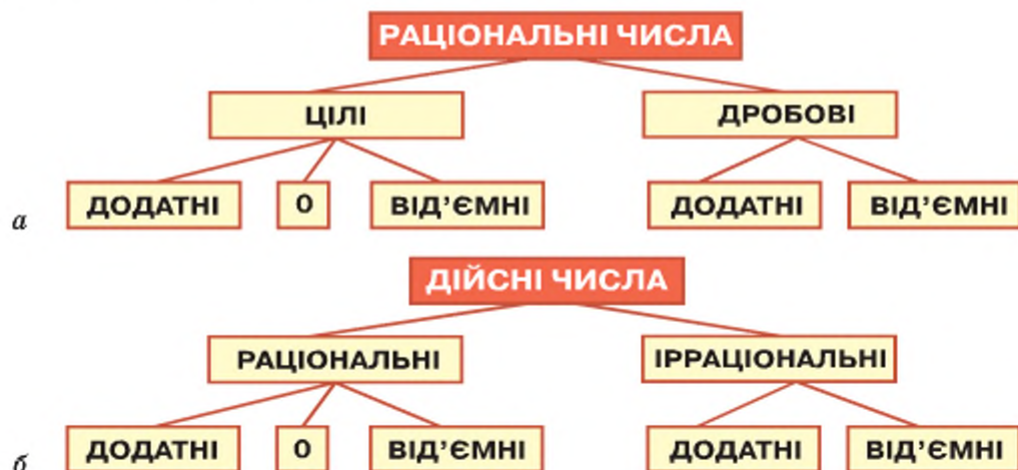 РАЦІОНАЛЬНІ ЧИСЛА
ЦІЛІ ДРОБОВІ
ДОДАТНІ 0 ВІД’ЄМНІ ДОДАТНІ ВІД’ЄМНІ
а
ДІЙСНІ ЧИСЛА
РАЦІОНАЛЬНІ ІРРАЦІОНАЛЬНІ
ДОДАТНІ 0 ВІД’ЄМНІ ДОДАТНІ ВІД’ЄМНІ
б